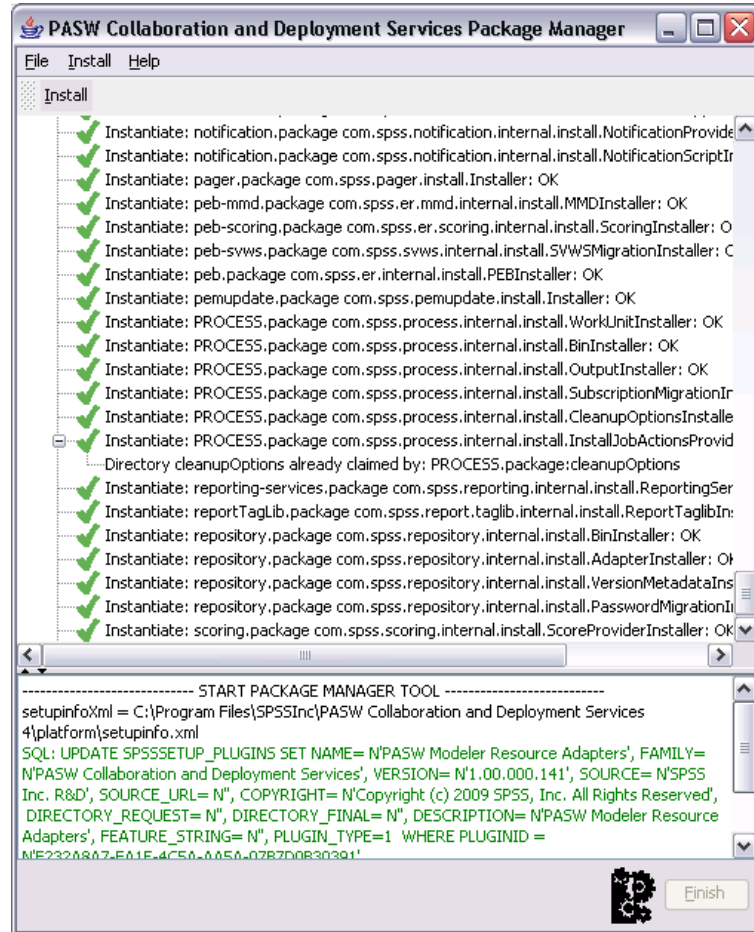 PASW Collaboration and Deployment Services Package Manager
File Install Help
Install
Instantiate: notification.package com.spss.notification.internal.install.NotificationProvide
Instantiate: notification.package com.spss.notification.internal.install.NotificationScriptIn
Instantiate: pager.package com.spss.pager.install.Installer: OK
Instantiate: peb-mmd.package com.spss.er.mmd.internal.install.MMDInstaller: OK
Instantiate: peb-scoring.package com.spss.er.scoring.internal.install.ScoringInstaller: O
Instantiate: peb-svws.package com.spss.svws.internal.install.SVWSMigrationInstaller: O
Instantiate: peb.package com.spss.er.internal.install.PEBInstaller: OK
Instantiate: pemupdate.package com.spss.pemupdate.install.Installer: OK
Instantiate: PROCESS.package com.spss.process.internal.install.WorkUnitInstaller: OK
Instantiate: PROCESS.package com.spss.process.internal.install.BinInstaller: OK
Instantiate: PROCESS.package com.spss.process.internal.install.OutputInstaller: OK
Instantiate: PROCESS.package com.spss.process.internal.install.SubscriptionMigrationIn
Instantiate: PROCESS.package com.spss.process.internal.install.CleanupOptionsInstalle
Instantiate: PROCESS.package com.spss.process.internal.install.InstallJobActionsProvid
Directory cleanupOptions already claimed by: PROCESS.package:cleanupOptions
Instantiate: reporting-services.package com.spss.reporting.internal.install.ReportingSer
Instantiate: reportTagLib.package com.spss.report.taglib.internal.install.ReportTaglibIns
Instantiate: repository.package com.spss.repository.internal.install.BinInstaller: OK
Instantiate: repository.package com.spss.repository.internal.install.AdapterInstaller: OK
Instantiate: repository.package com.spss.repository.internal.install.VersionMetadataIns
Instantiate: repository.package com.spss.repository.internal.install.PasswordMigrationI
Instantiate: scoring.package com.spss.scoring.internal.install.ScoreProviderInstaller: OK
---------------------------- START PACKAGE MANAGER TOOL ---------------------------
setupinfoXml = C:\Program Files\SPSSInc\PASW Collaboration and Deployment Services
4\platform\setupinfo.xml
SQL: UPDATE SPSSSETUP_PLUGINS SET NAME= N'PASW Modeler Resource Adapters', FAMILY=
N'PASW Collaboration and Deployment Services', VERSION= N'1.00.000.141', SOURCE= N'SPSS
Inc. R&D', SOURCE_URL= N'', COPYRIGHT= N'Copyright (c) 2009 SPSS, Inc. All Rights Reserved',
DIRECTORY_REQUEST= N'', DIRECTORY_FINAL= N'', DESCRIPTION= N'PASW Modeler Resource
Adapters', FEATURE_STRING= N'', PLUGIN_TYPE=1 WHERE PLUGINID =
Finish